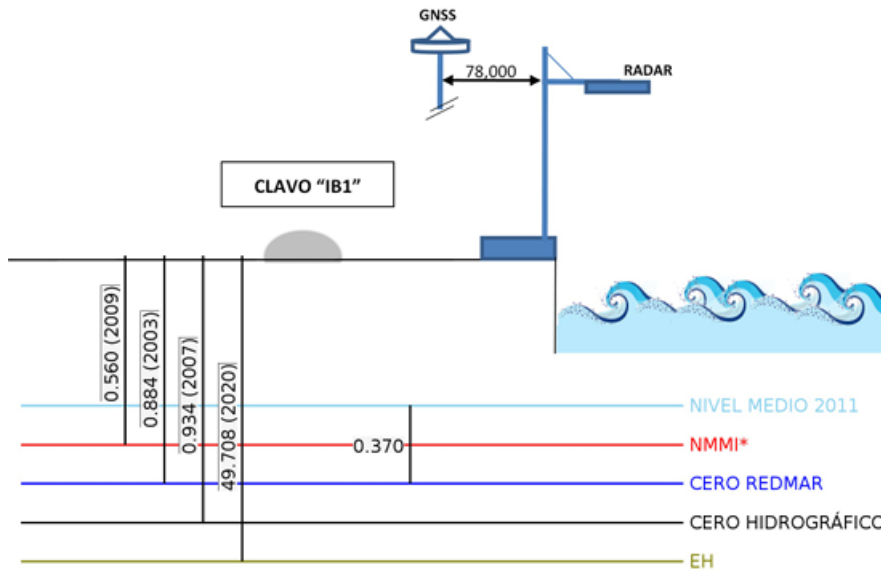 GNSS
78,000
RADAR
CLAVO “IB1”
0.560 (2009)
0.884 (2003)
0.934 (2007)
49.708 (2020)
NIVEL MEDIO 2011
0.370
NMMI*
CERO REDMAR
CERO HIDROGRÁFICO
EH